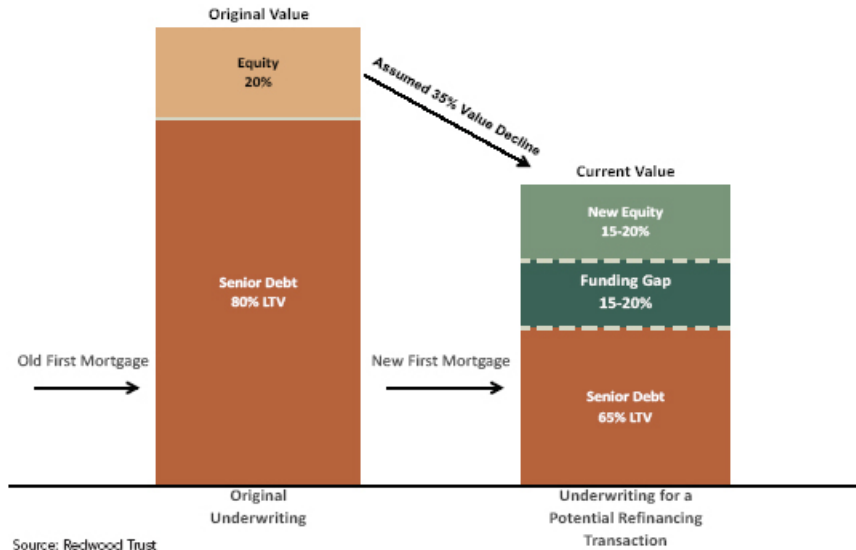 Original Value
Equity
20%
Assumed 35% Value Decline
Current Value
New Equity
15-20%
Funding Gap
15-20%
Senior Debt
80% LTV
Old First Mortgage
New First Mortgage
Senior Debt
65% LTV
Original
Underwriting
Underwriting for a
Potential Refinancing
Transaction
Source: Redwood Trust